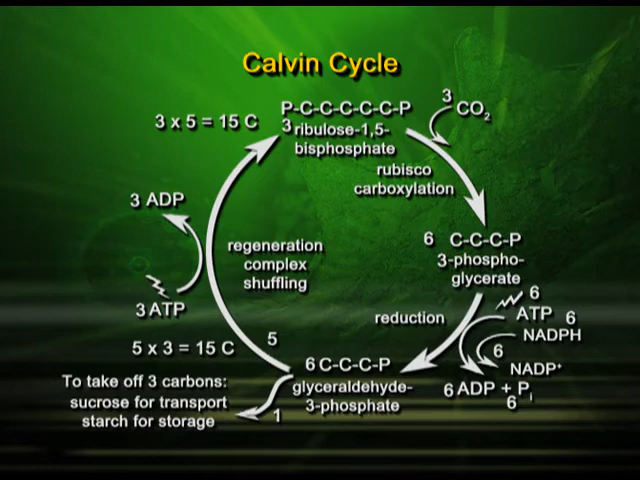 Calvin Cycle
3 x 5 = 15 C
P-C-C-C-C-C-P
3 ribulose-1,5-
bisphosphate
3 CO₂
rubisco
carboxylation
3 ADP
regeneration
complex
shuffling
6 C-C-C-P
3-phospho-
glycerate
3 ATP
reduction
6
ATP 6
NADPH
6
NADP⁺
6 ADP + Pᵢ
6
5 x 3 = 15 C
5
6 C-C-C-P
glyceraldehyde-
3-phosphate
To take off 3 carbons:
sucrose for transport
starch for storage
1